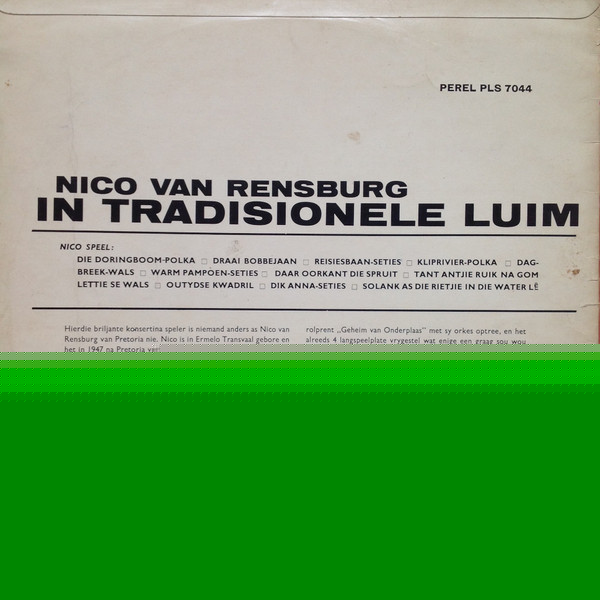 PEREL PLS 7044
NICO VAN RENSBURG
IN TRADISIONELE LUIM
NICO SPEEL:
DIE DORINGBOOM-POLKA □ DRAAI BOBBEJAAN □ REISIESBAAN-SETIES □ KLIPRIVIER-POLKA □ DAG-
BREEK-WALS □ WARM PAMPOEN-SETIES □ DAAR OORKANT DIE SPRUIT □ TANT ANTJIE RUIK NA GOM
LETTIE SE WALS □ OUTYDSE KWADRIL □ DIK ANNA-SETIES □ SOLANK AS DIE RIETJIE IN DIE WATER LÊ
Hierdie briljante konsertina speler is niemand anders as Nico van
Rensburg van Pretoria nie. Nico is in Ermelo Transvaal gebore en
het in 1947 na Pretoria
rolprent „Geheim van Onderplaas” met sy orkes optree, en het
alreeds 4 langspeelplate vrygestel wat enige een graag sou wou